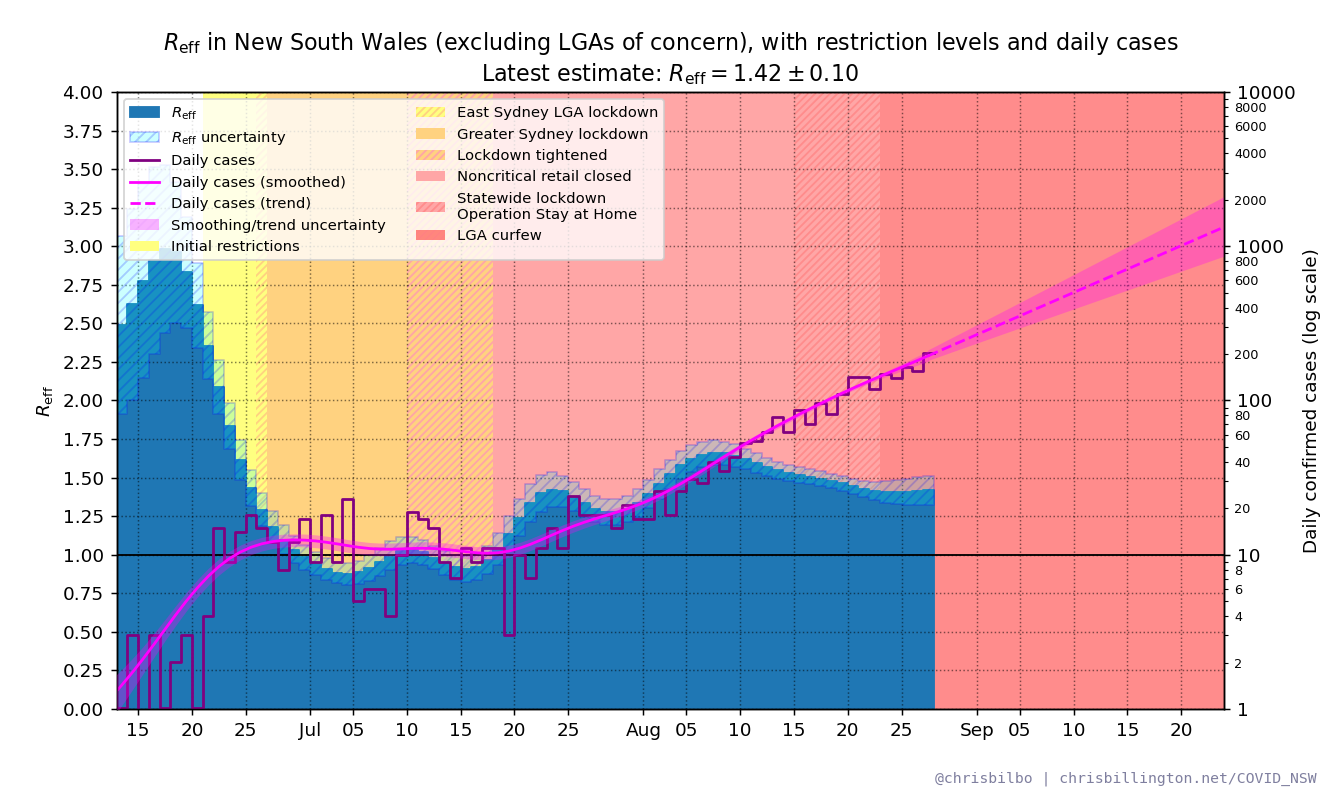 R_eff in New South Wales (excluding LGAs of concern), with restriction levels and daily cases
Latest estimate: R_eff = 1.42 ± 0.10
R_eff
R_eff uncertainty
Daily cases
Daily cases (smoothed)
Daily cases (trend)
Smoothing/trend uncertainty
Initial restrictions
East Sydney LGA lockdown
Greater Sydney lockdown
Lockdown tightened
Noncritical retail closed
Statewide lockdown
Operation Stay at Home
LGA curfew
R_eff
4.00
3.75
3.50
3.25
3.00
2.75
2.50
2.25
2.00
1.75
1.50
1.25
1.00
0.75
0.50
0.25
0.00
10000
8000
6000
4000
2000
1000
800
600
400
200
100
80
60
40
20
10
8
6
4
2
1
Daily confirmed cases (log scale)
15 20 25 Jul 05 10 15 20 25 Aug 05 10 15 20 25 Sep 05 10 15 20
@chrisbilbo | chrisbillington.net/COVID_NSW